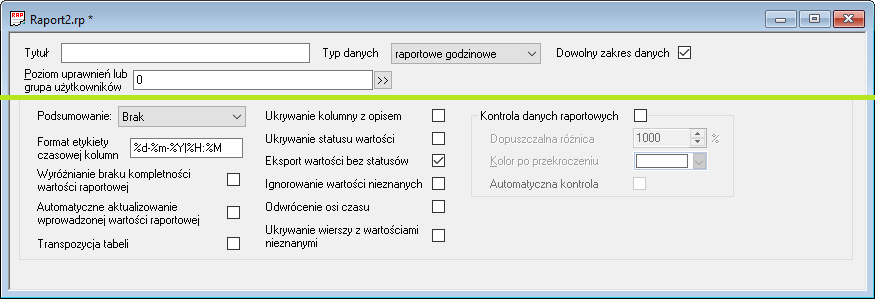 RAP
Raport2.rp *
Tytuł
Typ danych
raportowe godzinowe
Dowolny zakres danych
Poziom uprawnień lub
grupa użytkowników
0
>>
Podsumowanie:
Brak
Format etykiety
czasowej kolumn
%d-%m-%Y|%H:%M
Wyróżnianie braku kompletności
wartości raportowej
Automatyczne aktualizowanie
wprowadzonej wartości raportowej
Transpozycja tabeli
Ukrywanie kolumny z opisem
Ukrywanie statusu wartości
Eksport wartości bez statusów
Ignorowanie wartości nieznanych
Odwrócenie osi czasu
Ukrywanie wierszy z wartościami
nieznanymi
Kontrola danych raportowych
Dopuszczalna różnica
1000
%
Kolor po przekroczeniu
Automatyczna kontrola